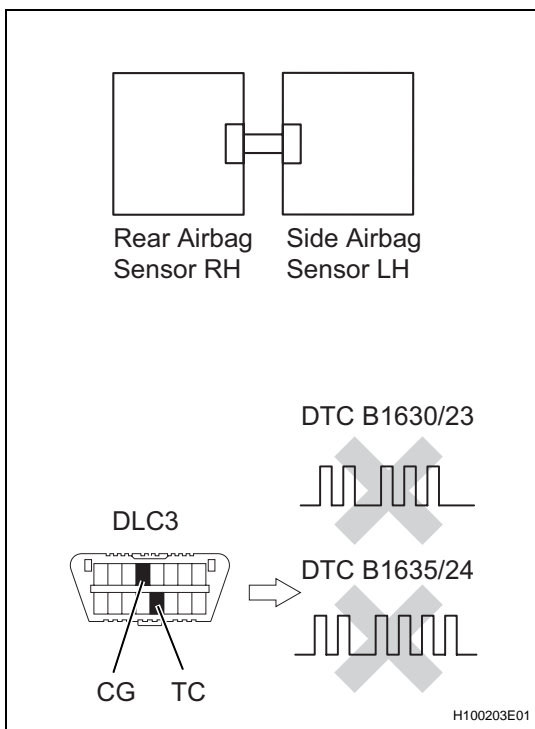 Rear Airbag
Sensor RH
Side Airbag
Sensor LH
DTC B1630/23
DLC3
DTC B1635/24
CG
TC
H100203E01